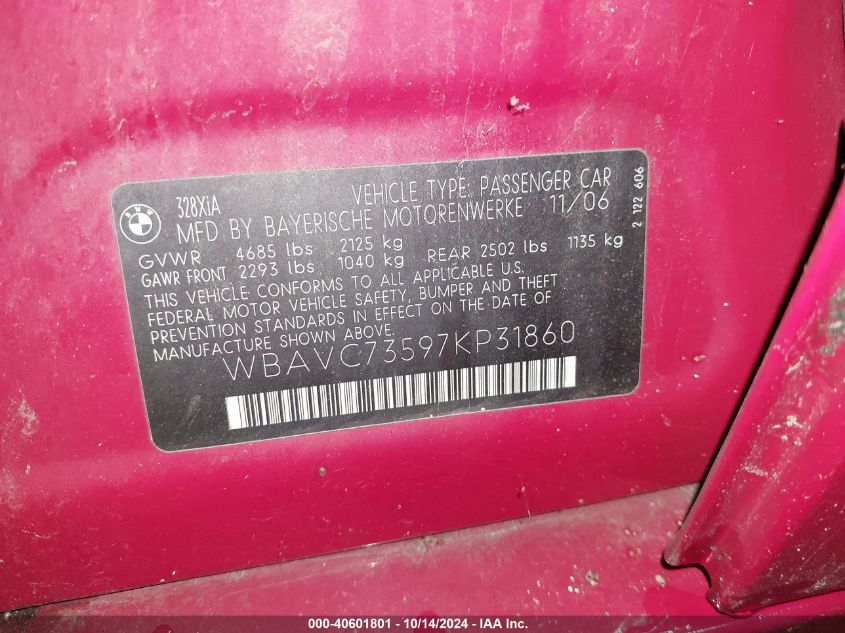 BMW
328XiA VEHICLE TYPE: PASSENGER CAR
MFD BY BAYERISCHE MOTORENWERKE 11/06
GVWR 4685 lbs 2125 kg
GAWR FRONT 2293 lbs 1040 kg REAR 2502 lbs 1135 kg
THIS VEHICLE CONFORMS TO ALL APPLICABLE U.S.
FEDERAL MOTOR VEHICLE SAFETY, BUMPER AND THEFT
PREVENTION STANDARDS IN EFFECT ON THE DATE OF
MANUFACTURE SHOWN ABOVE.
WBAVC73597KP31860
2 122 606
000-40601801 - 10/14/2024 - IAA Inc.